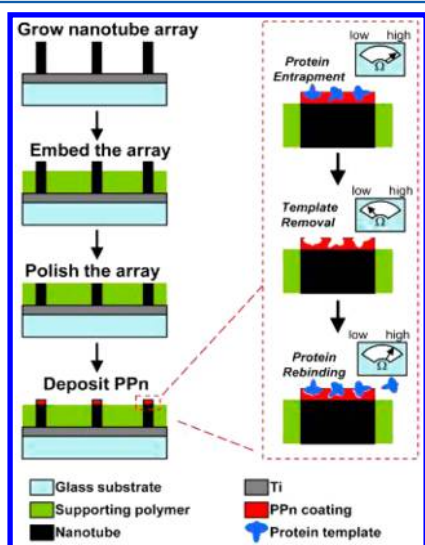 Grow nanotube array
Embed the array
Polish the array
Deposit PPn
low high
Protein
Entrapment
Ω
low high
Template
Removal
Ω
low high
Protein
Rebinding
Ω
Glass substrate
Supporting polymer
Nanotube
Ti
PPn coating
Protein template